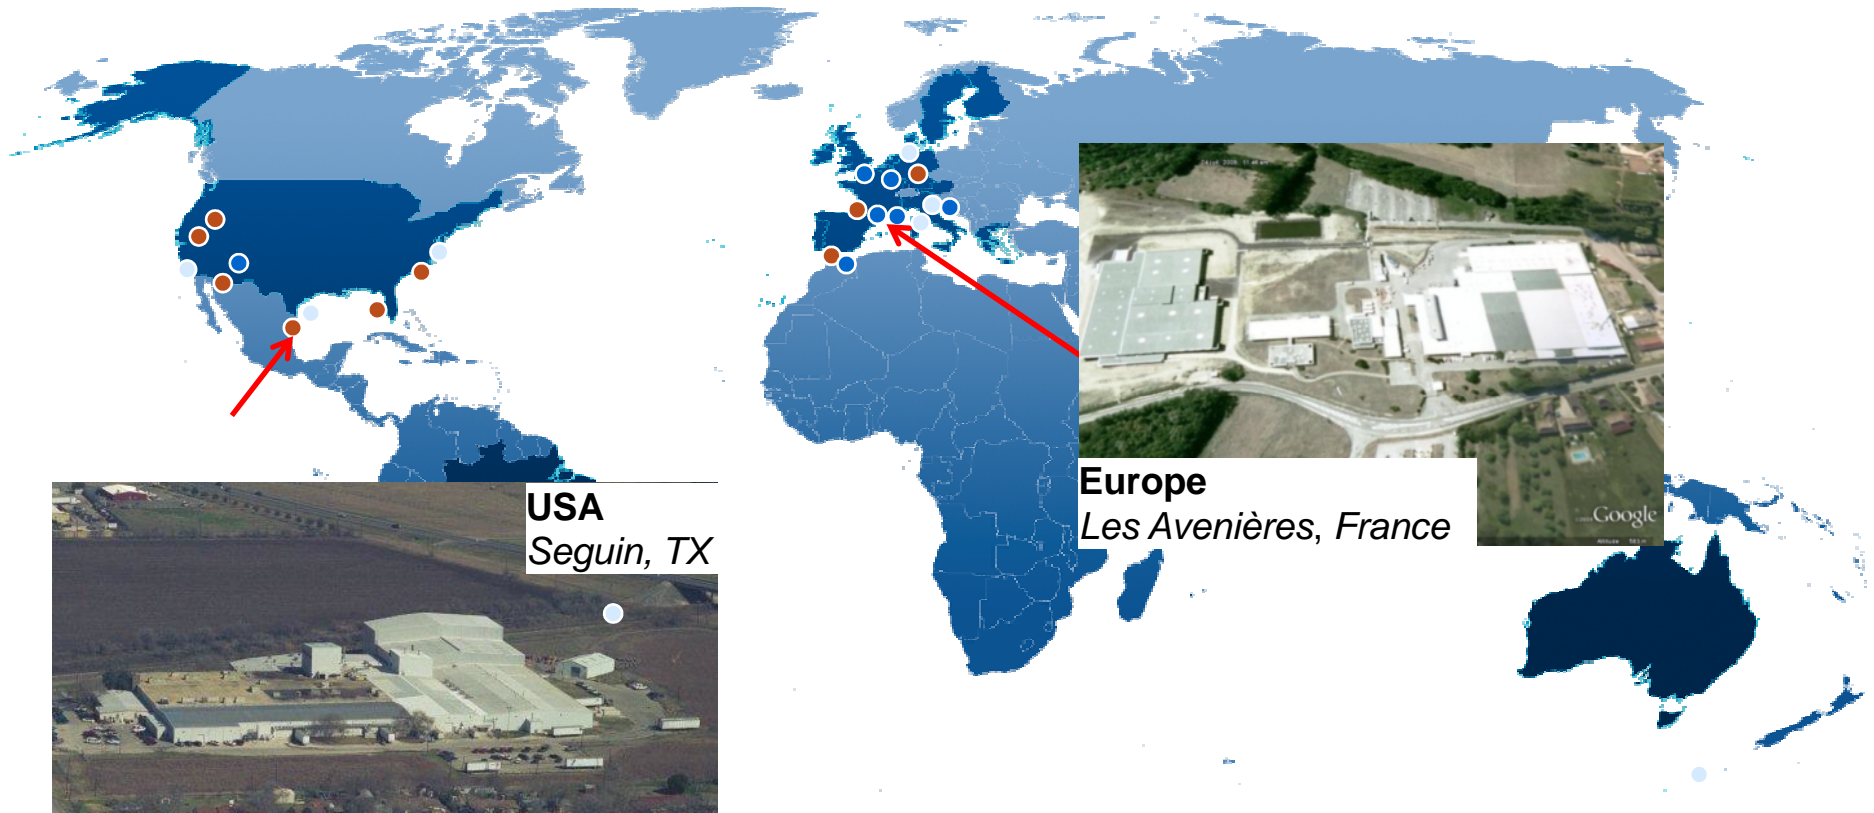 USA
Seguin, TX
Europe
Les Avenières, France
Google